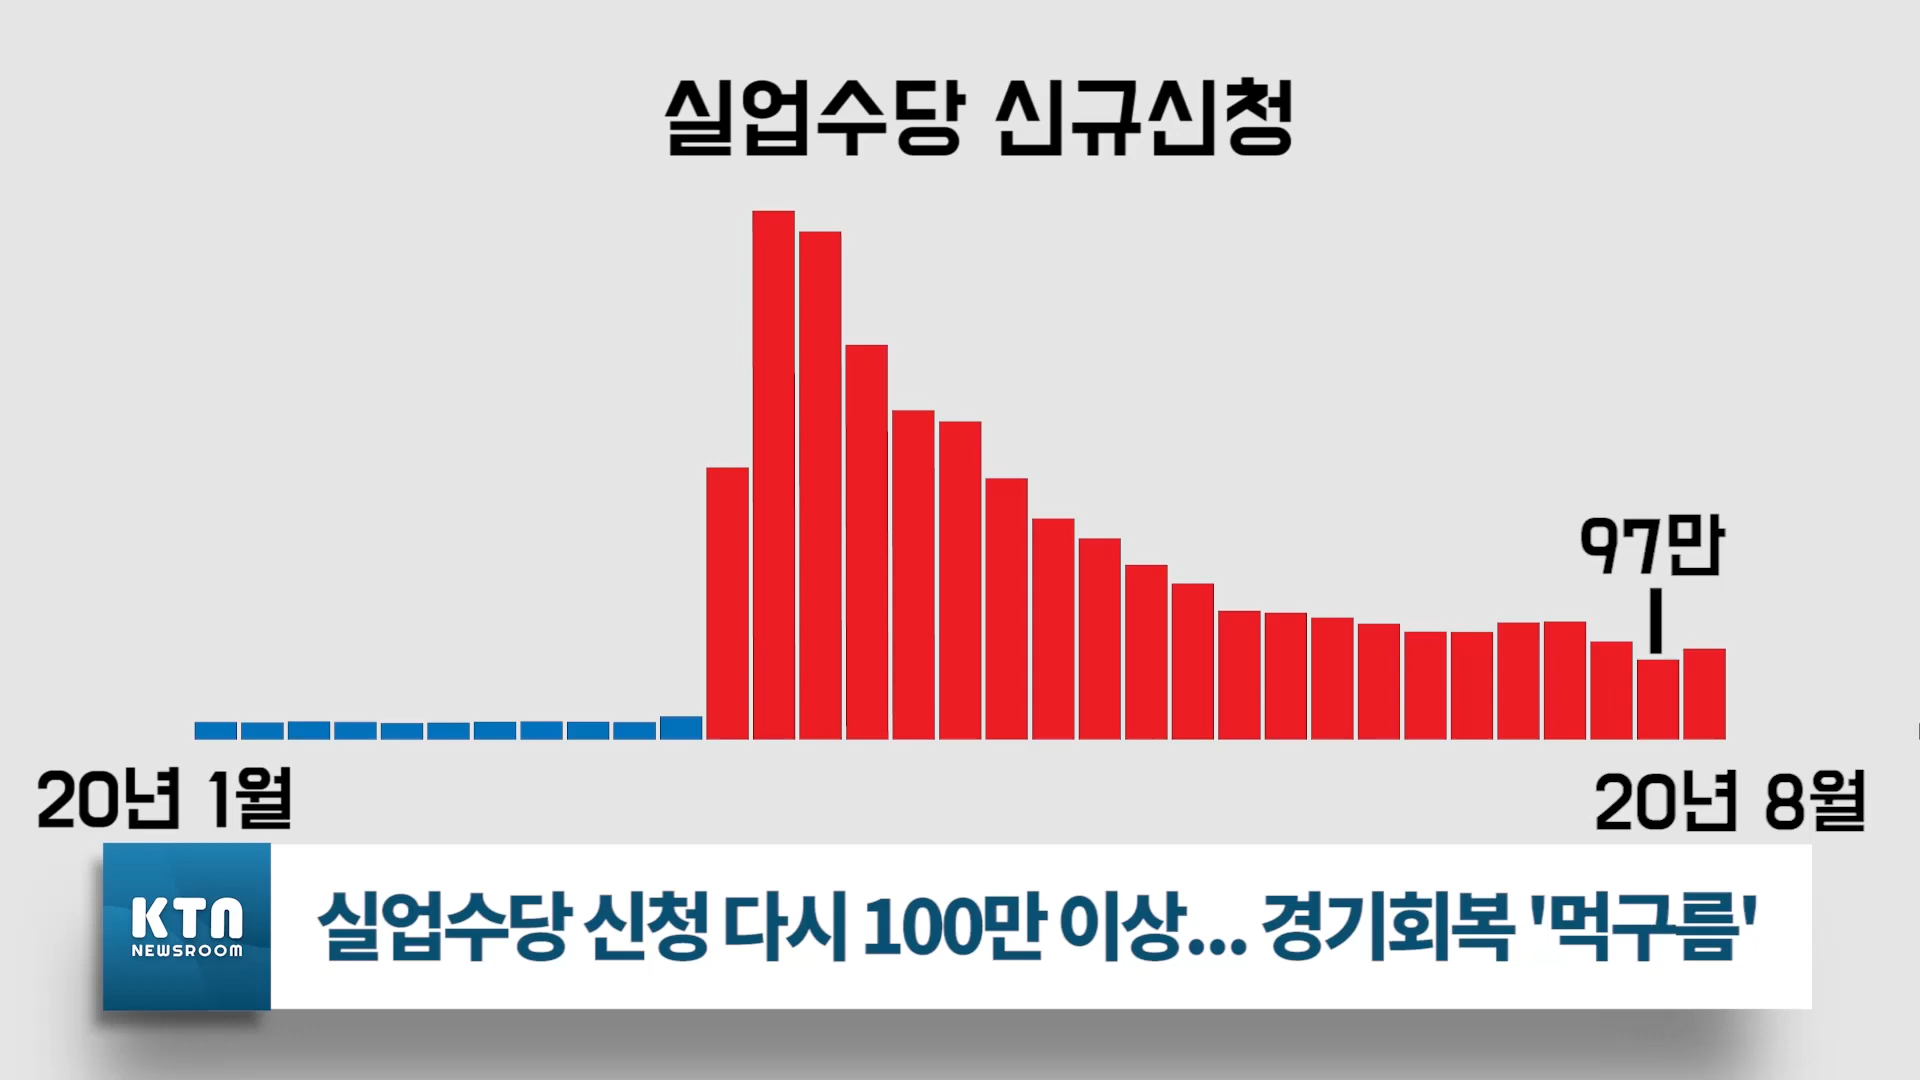 실업수당 신규신청
97만
20년 1월
20년 8월
KTN
NEWSROOM
실업수당 신청 다시 100만 이상... 경기회복 '먹구름'